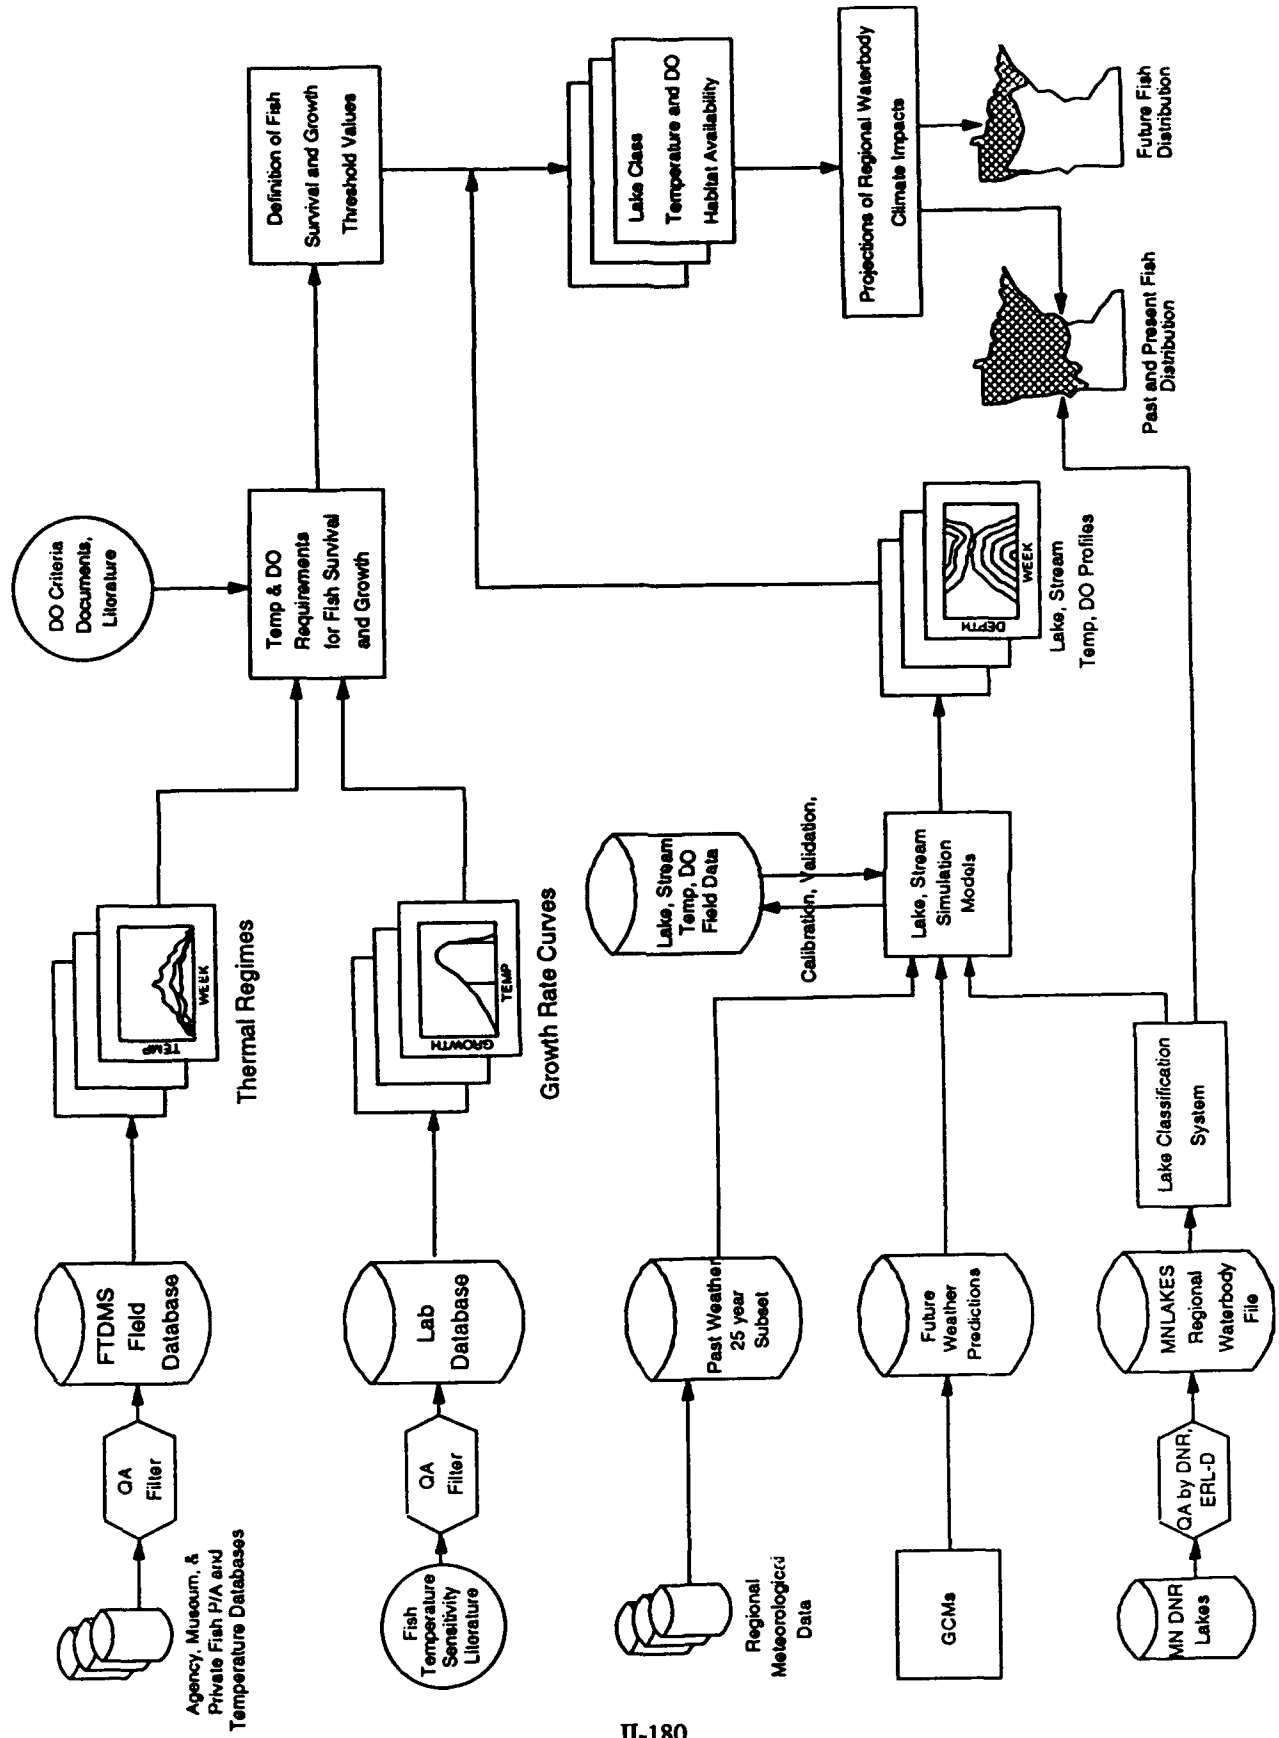 Agency, Museum, &
Private Fish P/A and
Temperature Databases
QA
Filter
FTDMS
Field
Database
TEMP
WEEK
Thermal Regimes
DO Criteria
Documents,
Literature
Temp & DO
Requirements
for Fish Survival
and Growth
Definition of Fish
Survival and Growth
Threshold Values
Fish
Temperature
Sensitivity
Literature
QA
Filter
Lab
Database
GROWTH
TEMP
Growth Rate Curves
Lake Class
Temperature and DO
Habitat Availability
Regional
Meteorological
Data
Past Weather
25 year
Subset
Lake, Stream
Temp, DO
Field Data
Calibration, Validation,
GCMs
Future
Weather
Predictions
Lake, Stream
Simulation
Models
DEPTH
WEEK
Lake, Stream
Temp, DO Profiles
Projections of Regional Waterbody
Climate Impacts
MN DNR
Lakes
QA by DNR,
ERL-D
MNLAKES
Regional
Waterbody
File
Lake Classification
System
Past and Present Fish
Distribution
Future Fish
Distribution
II-180